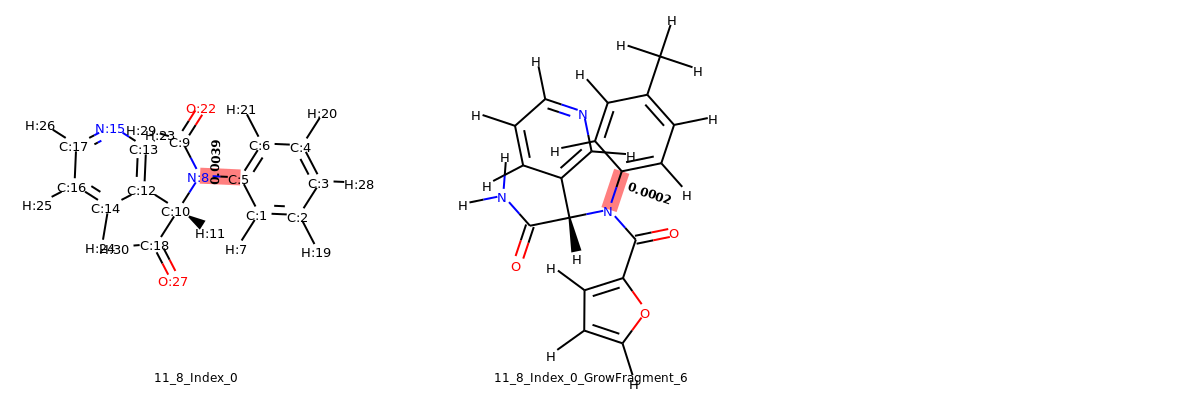 O:22
H:21
H:20
H:26
N:15
H:29
H:23
C:9
C:6
C:4
C:17
C:13
0.0039
N:8
C:5
C:3
H:28
C:16
C:12
H:25
C:14
C:10
C:1
C:2
H:11
H:24
H:30
C:18
H:7
H:19
O:27
11_8_Index_0
H
H
H
H
H
H
N
H
H
H
H
H
H
N
H
H
0.0002
N
O
O
H
H
O
H
H
11_8_Index_0_GrowFragment_6